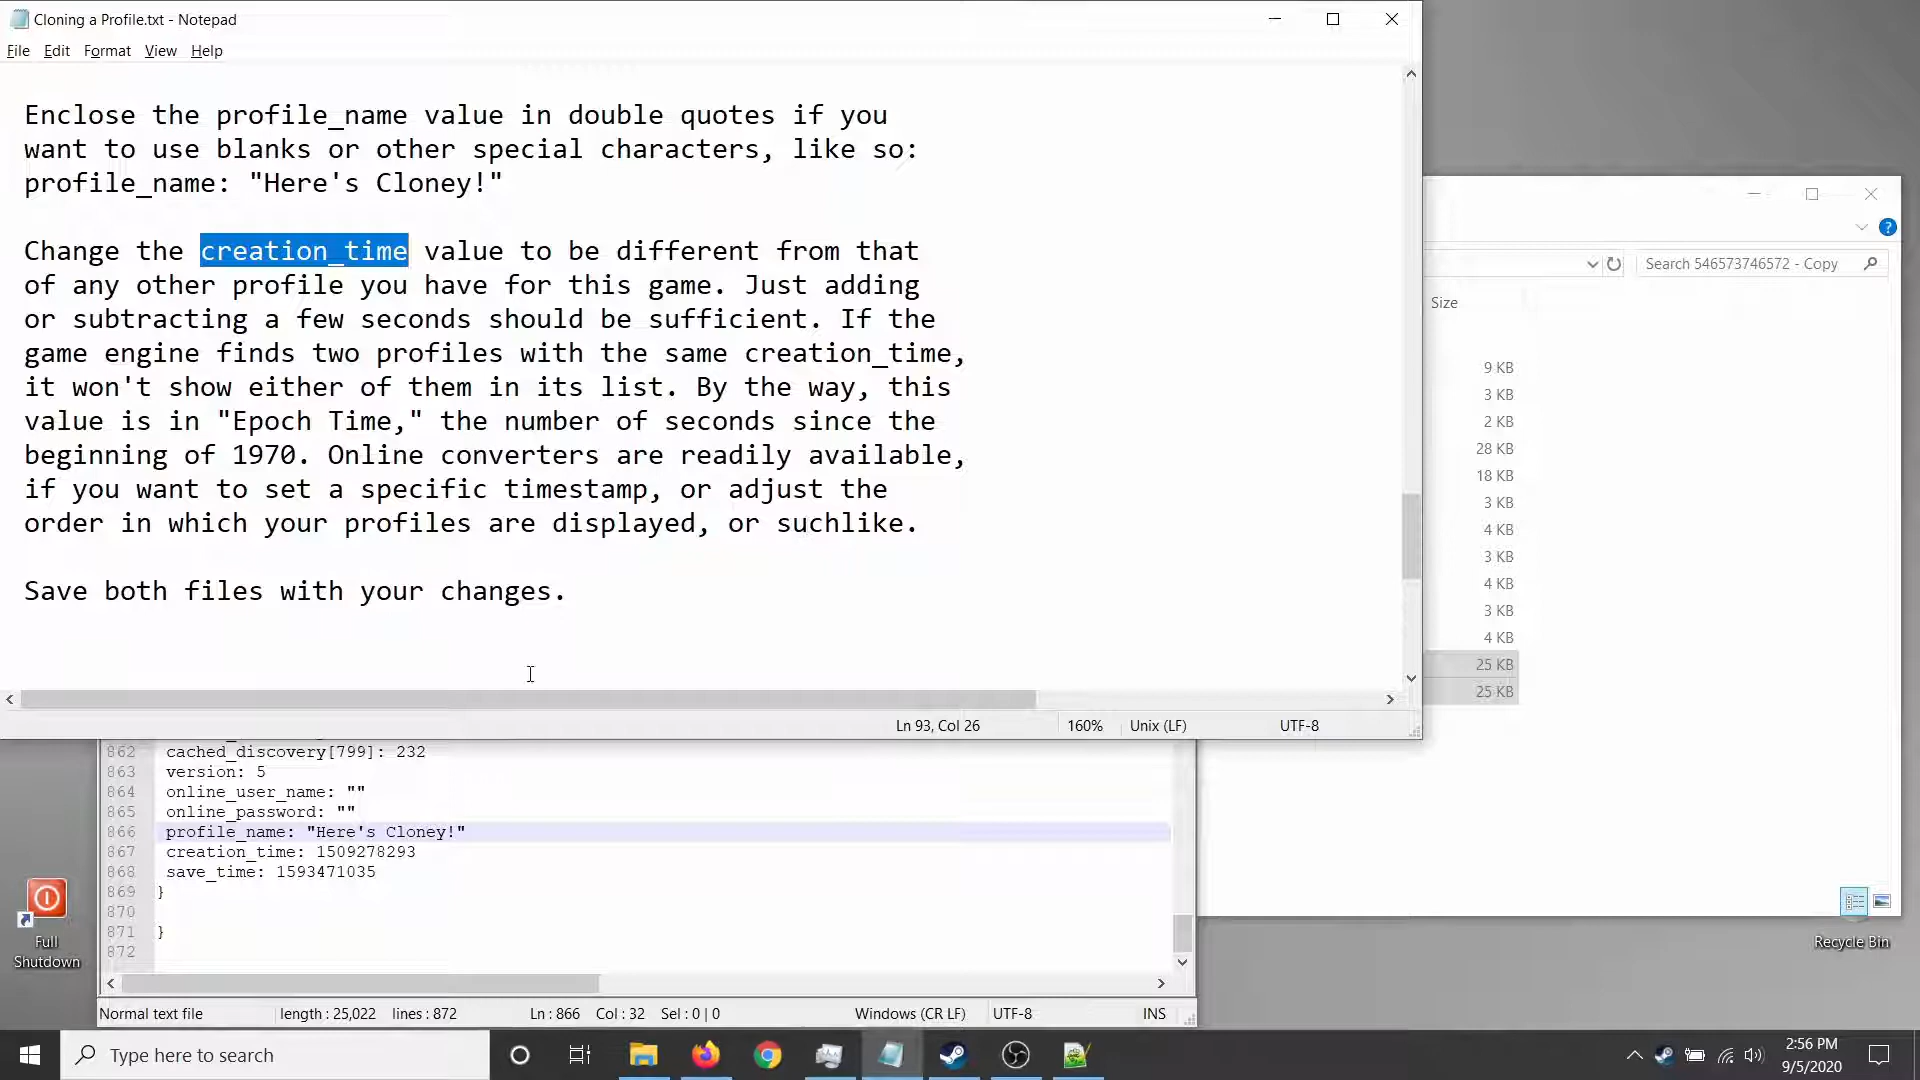 Cloning a Profile.txt - Notepad
File Edit Format View Help
Enclose the profile_name value in double quotes if you
want to use blanks or other special characters, like so:
profile_name: "Here's Cloney!"
Change the creation_time value to be different from that
of any other profile you have for this game. Just adding
or subtracting a few seconds should be sufficient. If the
game engine finds two profiles with the same creation_time,
it won't show either of them in its list. By the way, this
value is in "Epoch Time," the number of seconds since the
beginning of 1970. Online converters are readily available,
if you want to set a specific timestamp, or adjust the
order in which your profiles are displayed, or suchlike.
Save both files with your changes.
Ln 93, Col 26 160% Unix (LF) UTF-8
Search 546573746572 - Copy
Size
9 KB
3 KB
2 KB
28 KB
18 KB
3 KB
4 KB
3 KB
4 KB
3 KB
4 KB
25 KB
25 KB
862 cached_discovery[799]: 232
863 version: 5
864 online_user_name: ""
865 online_password: ""
866 profile_name: "Here's Cloney!"
867 creation_time: 1509278293
868 save_time: 1593471035
869 }
870
871 }
872
Normal text file length : 25,022 lines : 872 Ln : 866 Col : 32 Sel : 0 | 0 Windows (CR LF) UTF-8 INS
Full
Shutdown
Recycle Bin
Type here to search
2:56 PM
9/5/2020